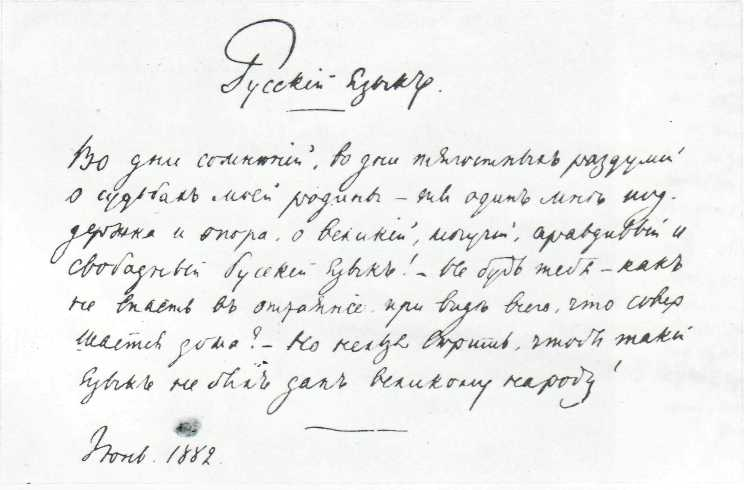 Русскій Языкъ.
Во дни сомнѣній, во дни тягостныхъ раздумій
о судьбахъ моей родины – ты одинъ мнѣ под-
держка и опора, о великій, могучій, правдивый и
свободный Русскій Языкъ! – Не будь тебя – какъ
не впасть въ отчаяніе при видѣ всего, что совер
шается дома? – Но нельзя вѣрить, чтобы такой
Языкъ не былъ данъ великому народу!
Июнь. 1882.